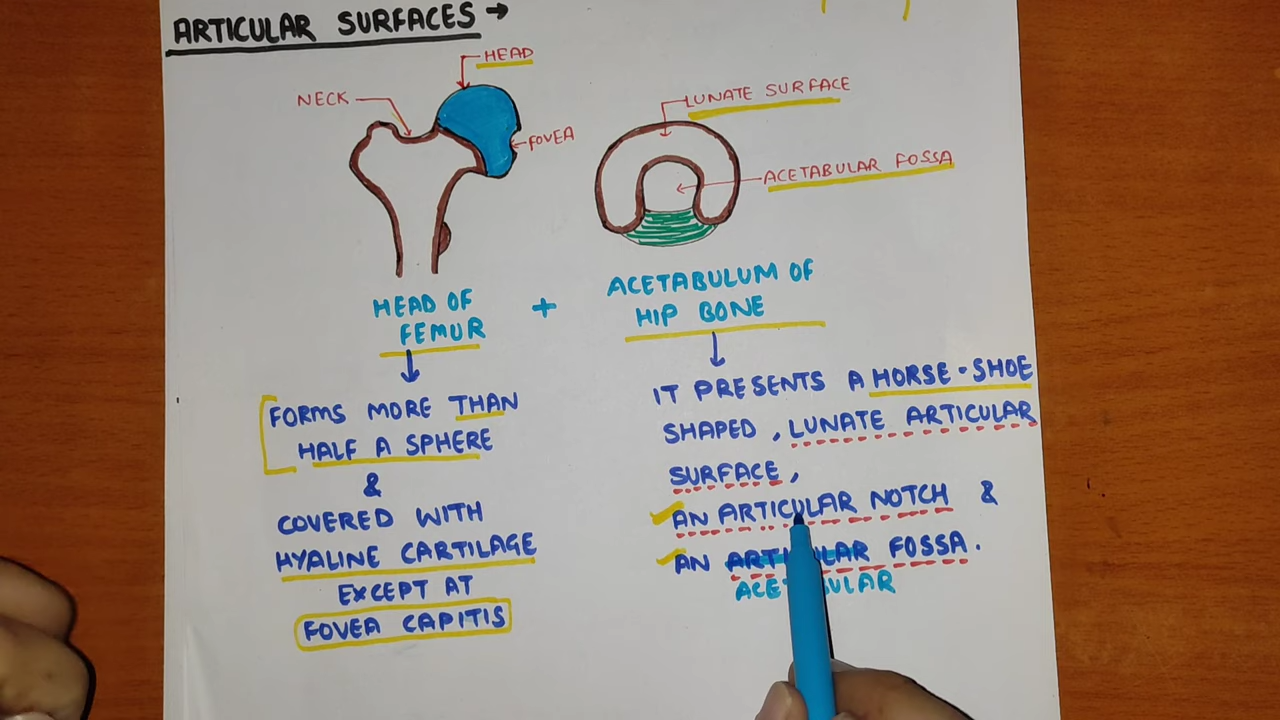 ARTICULAR SURFACES →
HEAD
NECK
FOVEA
LUNATE SURFACE
ACETABULAR FOSSA
HEAD OF
FEMUR
+
ACETABULUM OF
HIP BONE
FORMS MORE THAN
HALF A SPHERE
&
COVERED WITH
HYALINE CARTILAGE
EXCEPT AT
FOVEA CAPITIS
IT PRESENTS A HORSE-SHOE
SHAPED, LUNATE ARTICULAR
SURFACE,
AN ARTICULAR NOTCH &
AN ARTICULAR FOSSA.